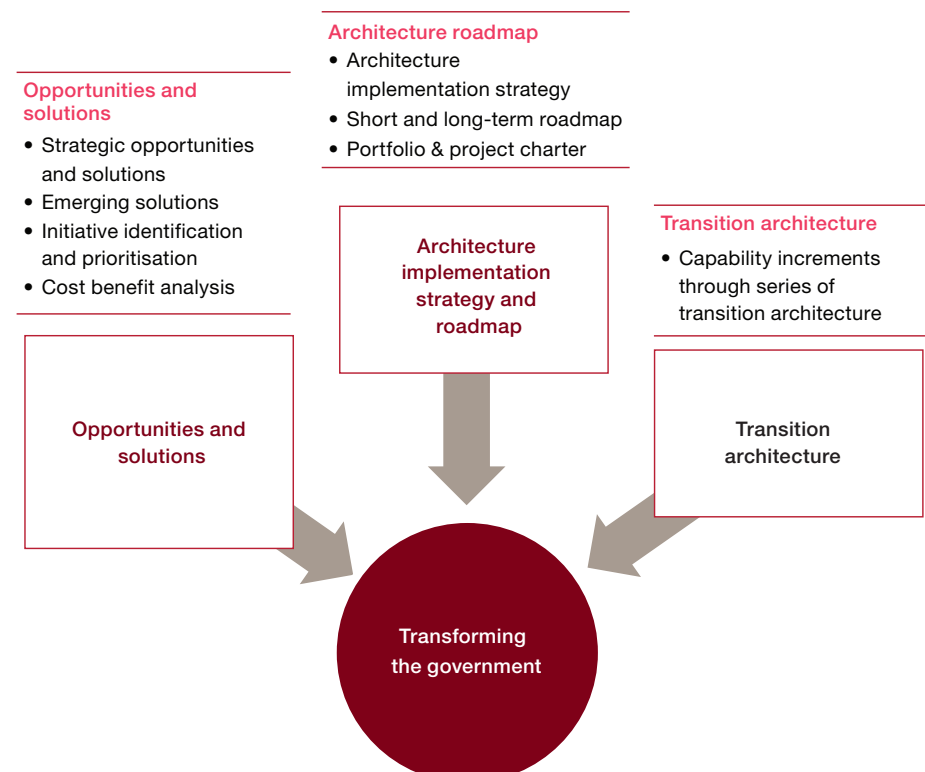 Opportunities and
solutions
• Strategic opportunities
and solutions
• Emerging solutions
• Initiative identification
and prioritisation
• Cost benefit analysis
Architecture roadmap
• Architecture
implementation strategy
• Short and long-term roadmap
• Portfolio & project charter
Transition architecture
• Capability increments
through series of
transition architecture
Opportunities and
solutions
Architecture
implementation
strategy and
roadmap
Transition
architecture
Transforming
the government